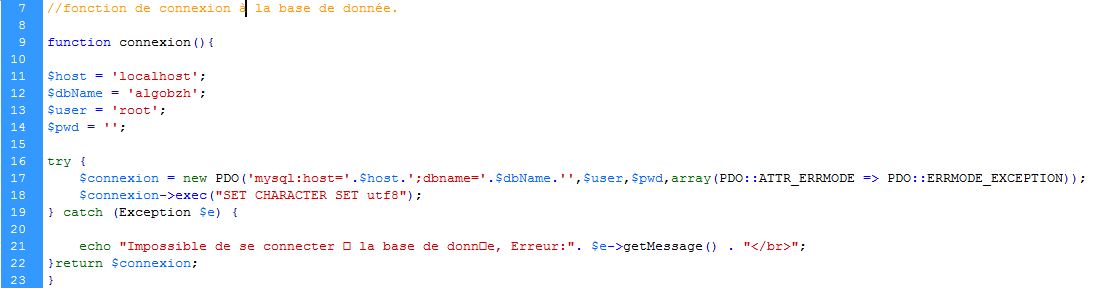 7 //fonction de connexion à la base de donnée.
8
9 function connexion(){
10
11 $host = 'localhost';
12 $dbName = 'algobzh';
13 $user = 'root';
14 $pwd = '';
15
16 try {
17 $connexion = new PDO('mysql:host='.$host.';dbname='.$dbName.'',$user,$pwd,array(PDO::ATTR_ERRMODE => PDO::ERRMODE_EXCEPTION));
18 $connexion->exec("SET CHARACTER SET utf8");
19 } catch (Exception $e) {
20
21 echo "Impossible de se connecter □ la base de donn□e, Erreur:". $e->getMessage() . "</br>";
22 }return $connexion;
23 }